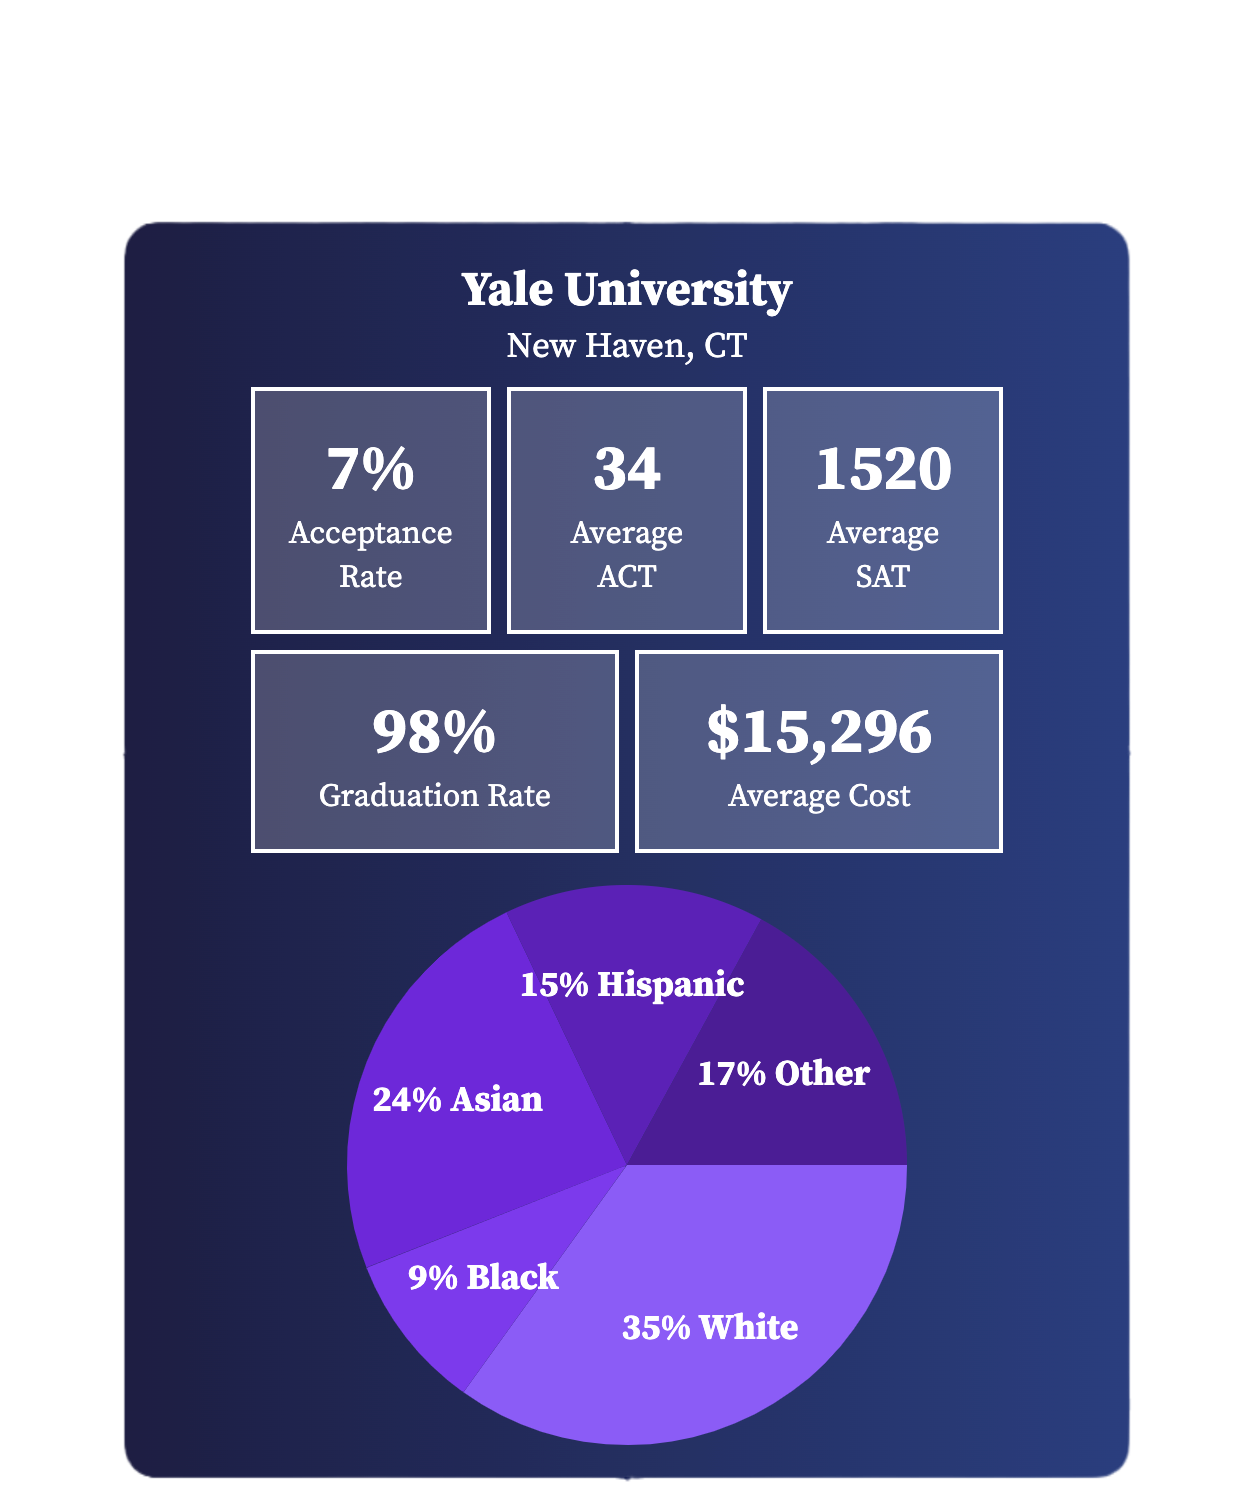 Yale University
New Haven, CT
7%
Acceptance
Rate
34
Average
ACT
1520
Average
SAT
98%
Graduation Rate
$15,296
Average Cost
15% Hispanic
17% Other
24% Asian
9% Black
35% White